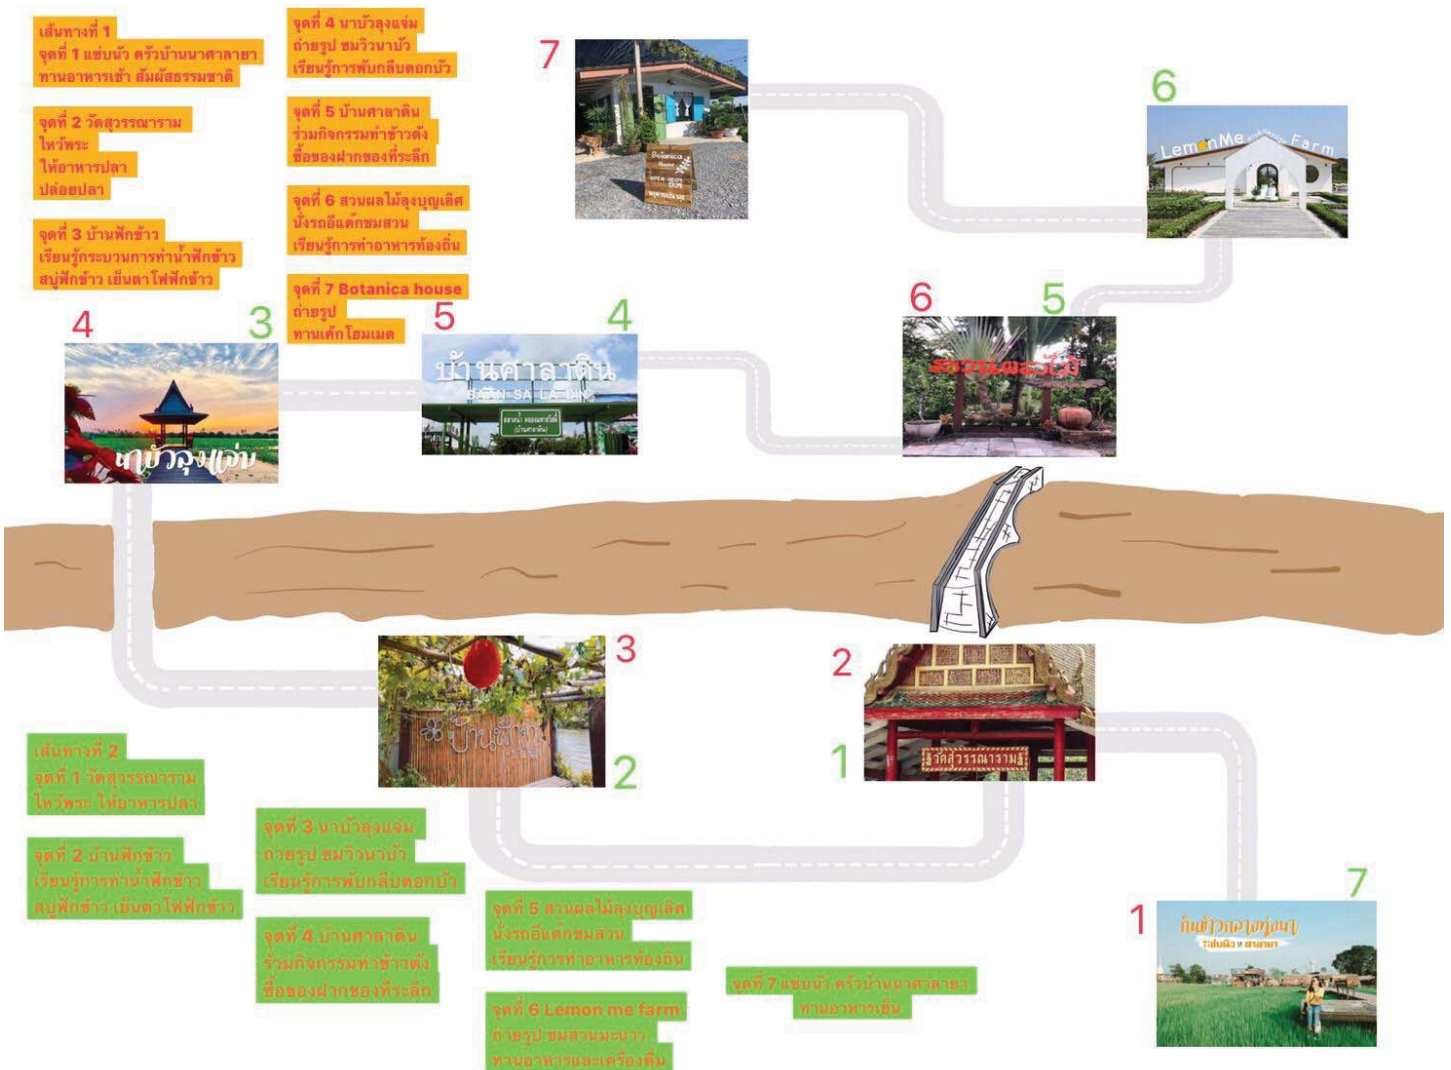 เส้นทางที่ 1
จุดที่ 1 แซ่บนัว ครัวบ้านนาศาลายา
ทานอาหารเช้า สัมผัสธรรมชาติ
จุดที่ 2 วัดสุวรรณาราม
ไหว้พระ
ให้อาหารปลา
ปล่อยปลา
จุดที่ 3 บ้านฟักข้าว
เรียนรู้กระบวนการทำน้ำฟักข้าว
สบู่ฟักข้าว เย็นตาโฟฟักข้าว
จุดที่ 4 นาบัวลุงแจ่ม
ถ่ายรูป ชมวิวนาบัว
เรียนรู้การพับกลีบดอกบัว
จุดที่ 5 บ้านศาลาดิน
ร่วมกิจกรรมทำข้าวตัง
ซื้อของฝากของที่ระลึก
จุดที่ 6 สวนผลไม้ลุงบุญเลิศ
นั่งรถอีแต๊กชมสวน
เรียนรู้การทำอาหารท้องถิ่น
จุดที่ 7 Botanica house
ถ่ายรูป
ทานเค้กโฮมเมด
7
Botanica
House
6
LemonMe Farm
4
3
นาบัวลุงแจ่ม
5
4
บ้านศาลาดิน
BAAN SA LA DIN
(บ้านศาลาดิน)
6
5
สวนผลไม้
3
2
2
1
วัดสุวรรณาราม
1
7
กินข้าวกลางทุ่งนา
เส้นทางที่ 2
จุดที่ 1 วัดสุวรรณาราม
ไหว้พระ ให้อาหารปลา
จุดที่ 2 บ้านฟักข้าว
เรียนรู้การทำน้ำฟักข้าว
สบู่ฟักข้าว เย็นตาโฟฟักข้าว
จุดที่ 3 นาบัวลุงแจ่ม
ถ่ายรูป ชมวิวนาบัว
เรียนรู้การพับกลีบดอกบัว
จุดที่ 4 บ้านศาลาดิน
ร่วมกิจกรรมทำข้าวตัง
ซื้อของฝากของที่ระลึก
จุดที่ 5 สวนผลไม้ลุงบุญเลิศ
นั่งรถอีแต๊กชมสวน
เรียนรู้การทำอาหารท้องถิ่น
จุดที่ 6 Lemon me farm
ถ่ายรูป ชมสวนมะนาว
ทานอาหารและเครื่องดื่ม
จุดที่ 7 แซ่บนัว ครัวบ้านนาศาลายา
ทานอาหารเย็น